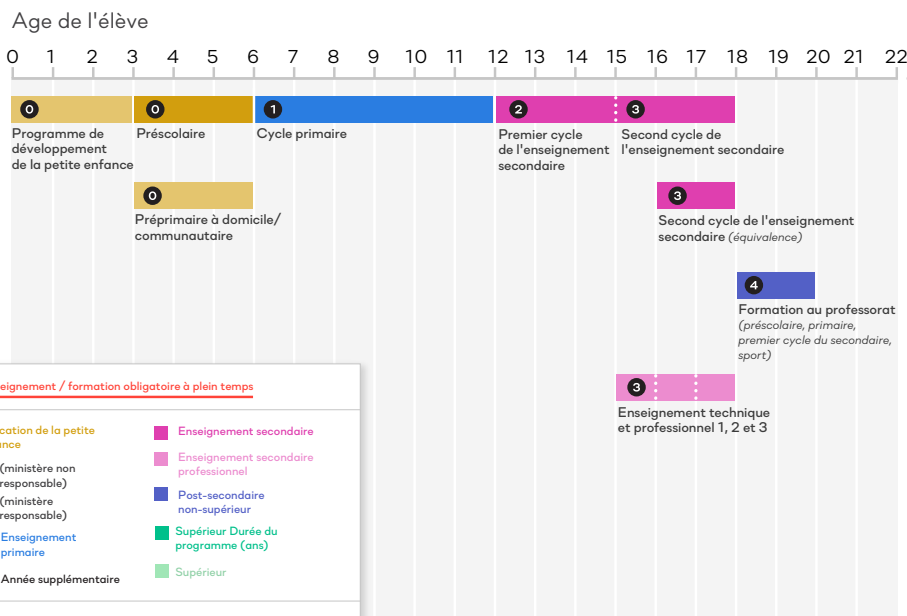 Age de l'élève
0 1 2 3 4 5 6 7 8 9 10 11 12 13 14 15 16 17 18 19 20 21 22
0 0 1 2 3
Programme de
développement
de la petite enfance
Préscolaire
Cycle primaire
Premier cycle
de l'enseignement
secondaire
Second cycle de
l'enseignement secondaire
0
Préprimaire à domicile/
communautaire
3
Second cycle de l'enseignement
secondaire (équivalence)
4
Formation au professorat
(préscolaire, primaire,
premier cycle du secondaire,
sport)
3
Enseignement technique
et professionnel 1, 2 et 3
eignement / formation obligatoire à plein temps
cation de la petite
ance
(ministère non
responsable)
(ministère
responsable)
Enseignement
primaire
Année supplémentaire
Enseignement secondaire
Enseignement secondaire
professionnel
Post-secondaire
non-supérieur
Supérieur Durée du
programme (ans)
Supérieur